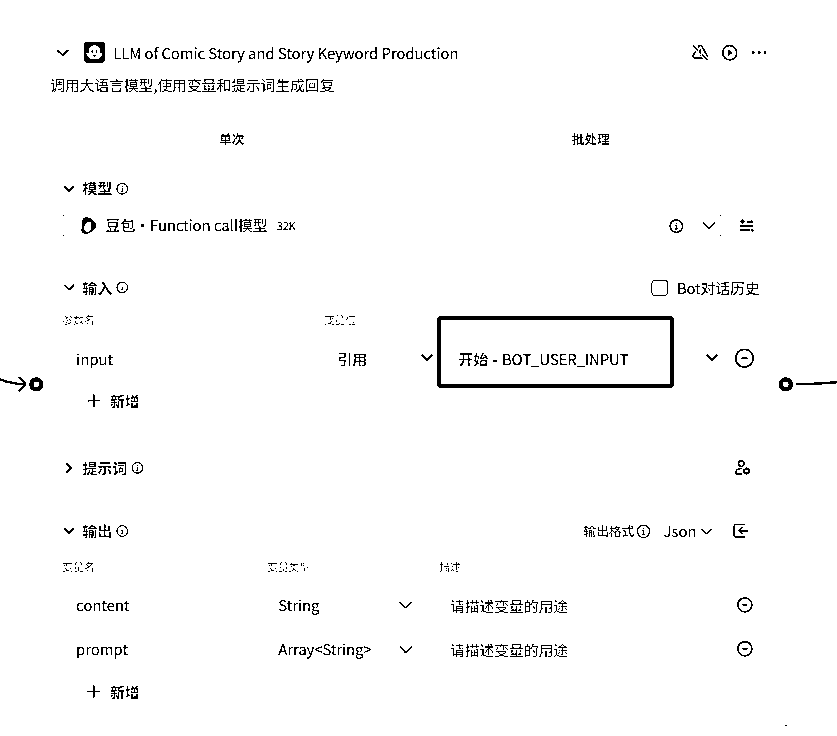 LLM of Comic Story and Story Keyword Production
调用大语言模型,使用变量和提示词生成回复
单次 批处理
模型
豆包·Function call模型 32K
输入 Bot对话历史
参数名 变量值
input 引用 开始 - BOT_USER_INPUT
新增
提示词
输出 输出格式 Json
变量名 变量类型 描述
content String 请描述变量的用途
prompt Array<String> 请描述变量的用途
新增